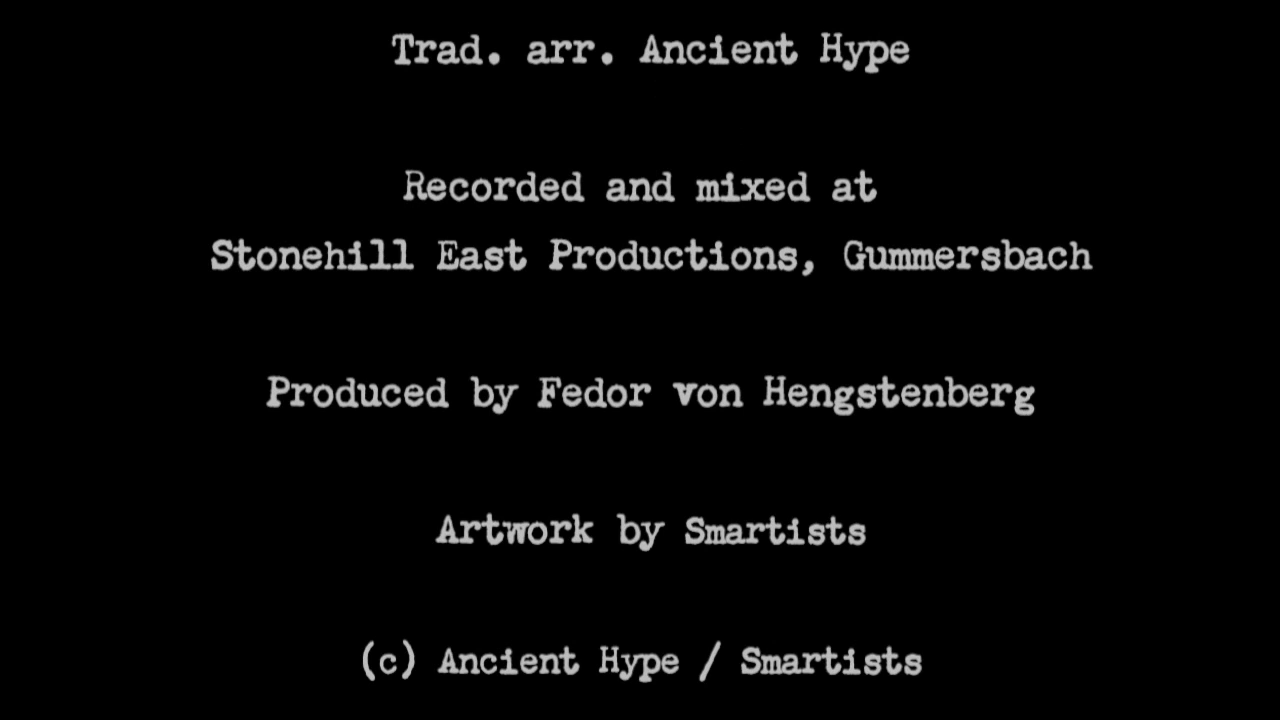 Trad. arr. Ancient Hype
Recorded and mixed at
Stonehill East Productions, Gummersbach
Produced by Fedor von Hengstenberg
Artwork by Smartists
(c) Ancient Hype / Smartists